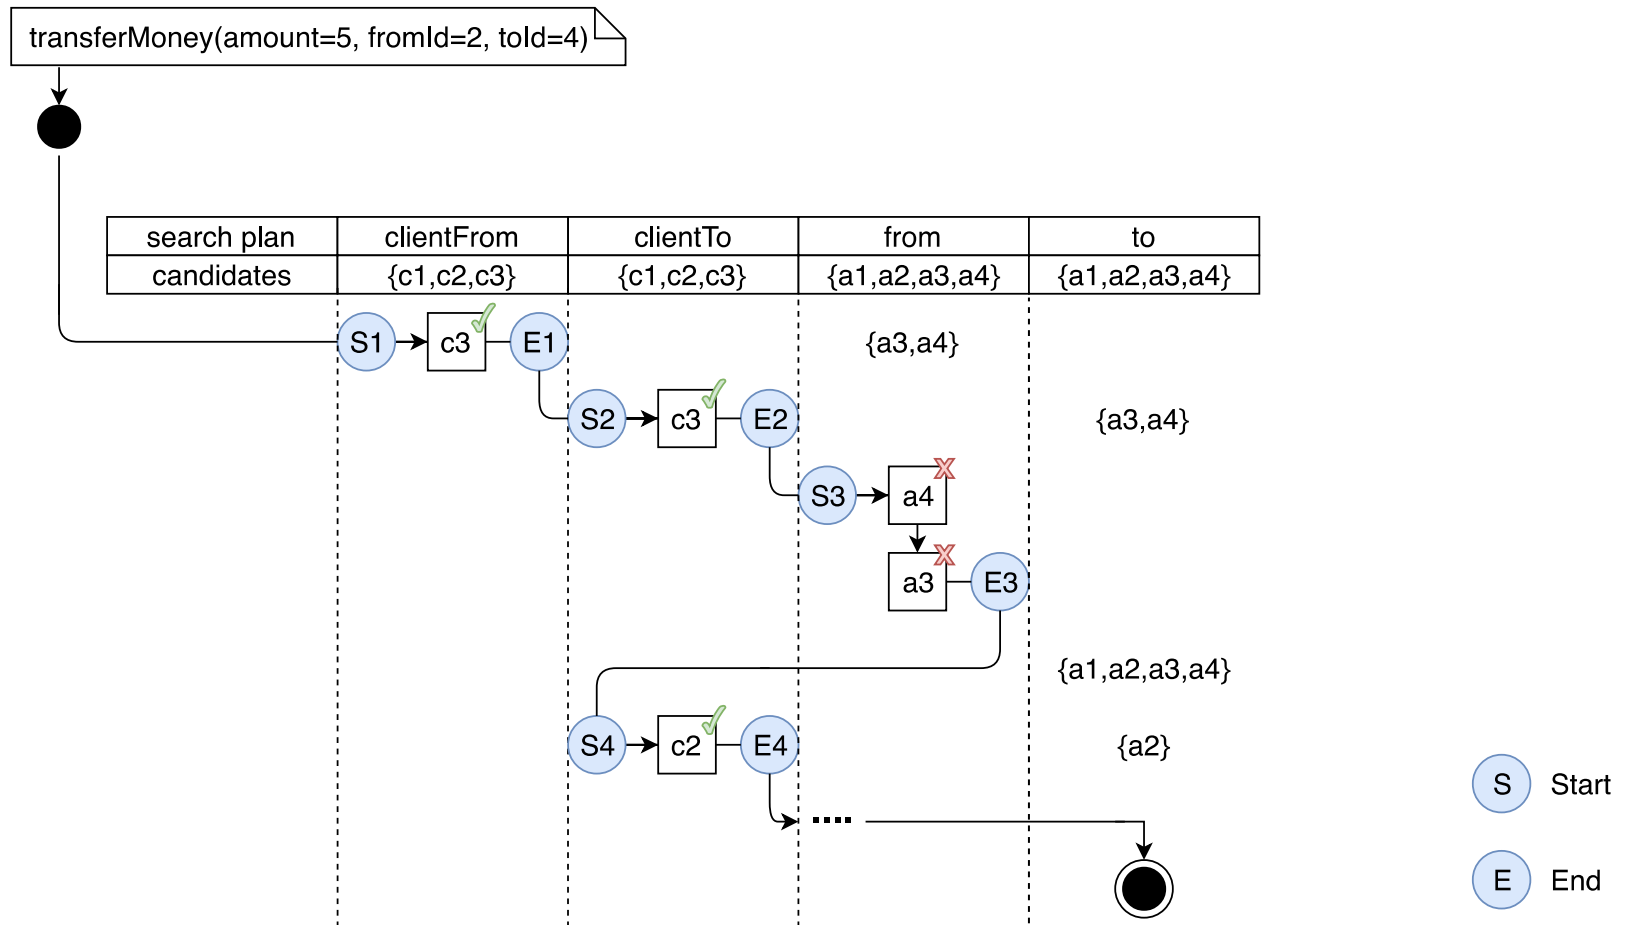 transferMoney(amount=5, fromId=2, toId=4)
search plan clientFrom clientTo from to
candidates {c1,c2,c3} {c1,c2,c3} {a1,a2,a3,a4} {a1,a2,a3,a4}
S1 c3 E1 {a3,a4}
S2 c3 E2 {a3,a4}
S3 a4
a3 E3
{a1,a2,a3,a4}
S4 c2 E4 {a2}
S Start
E End